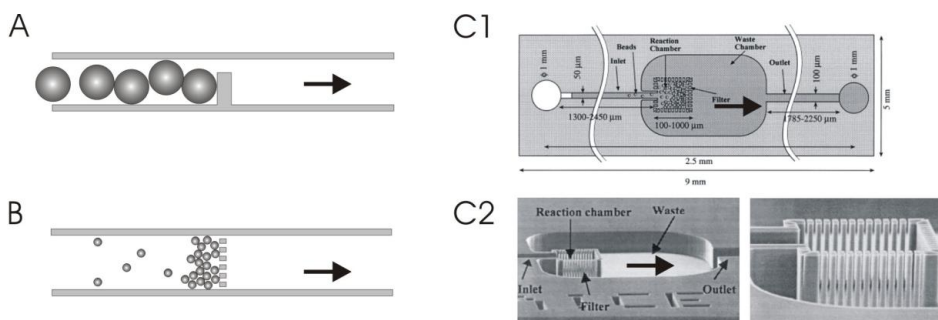 A
B
C1
Reaction
Chamber
Waste
Chamber
Beads
Inlet
Outlet
Filter
ϕ 1 mm
50 μm
100 μm
ϕ 1 mm
5 mm
1300-2450 μm
100-1000 μm
1785-2250 μm
2.5 mm
9 mm
C2
Reaction chamber
Waste
Inlet
Filter
Outlet